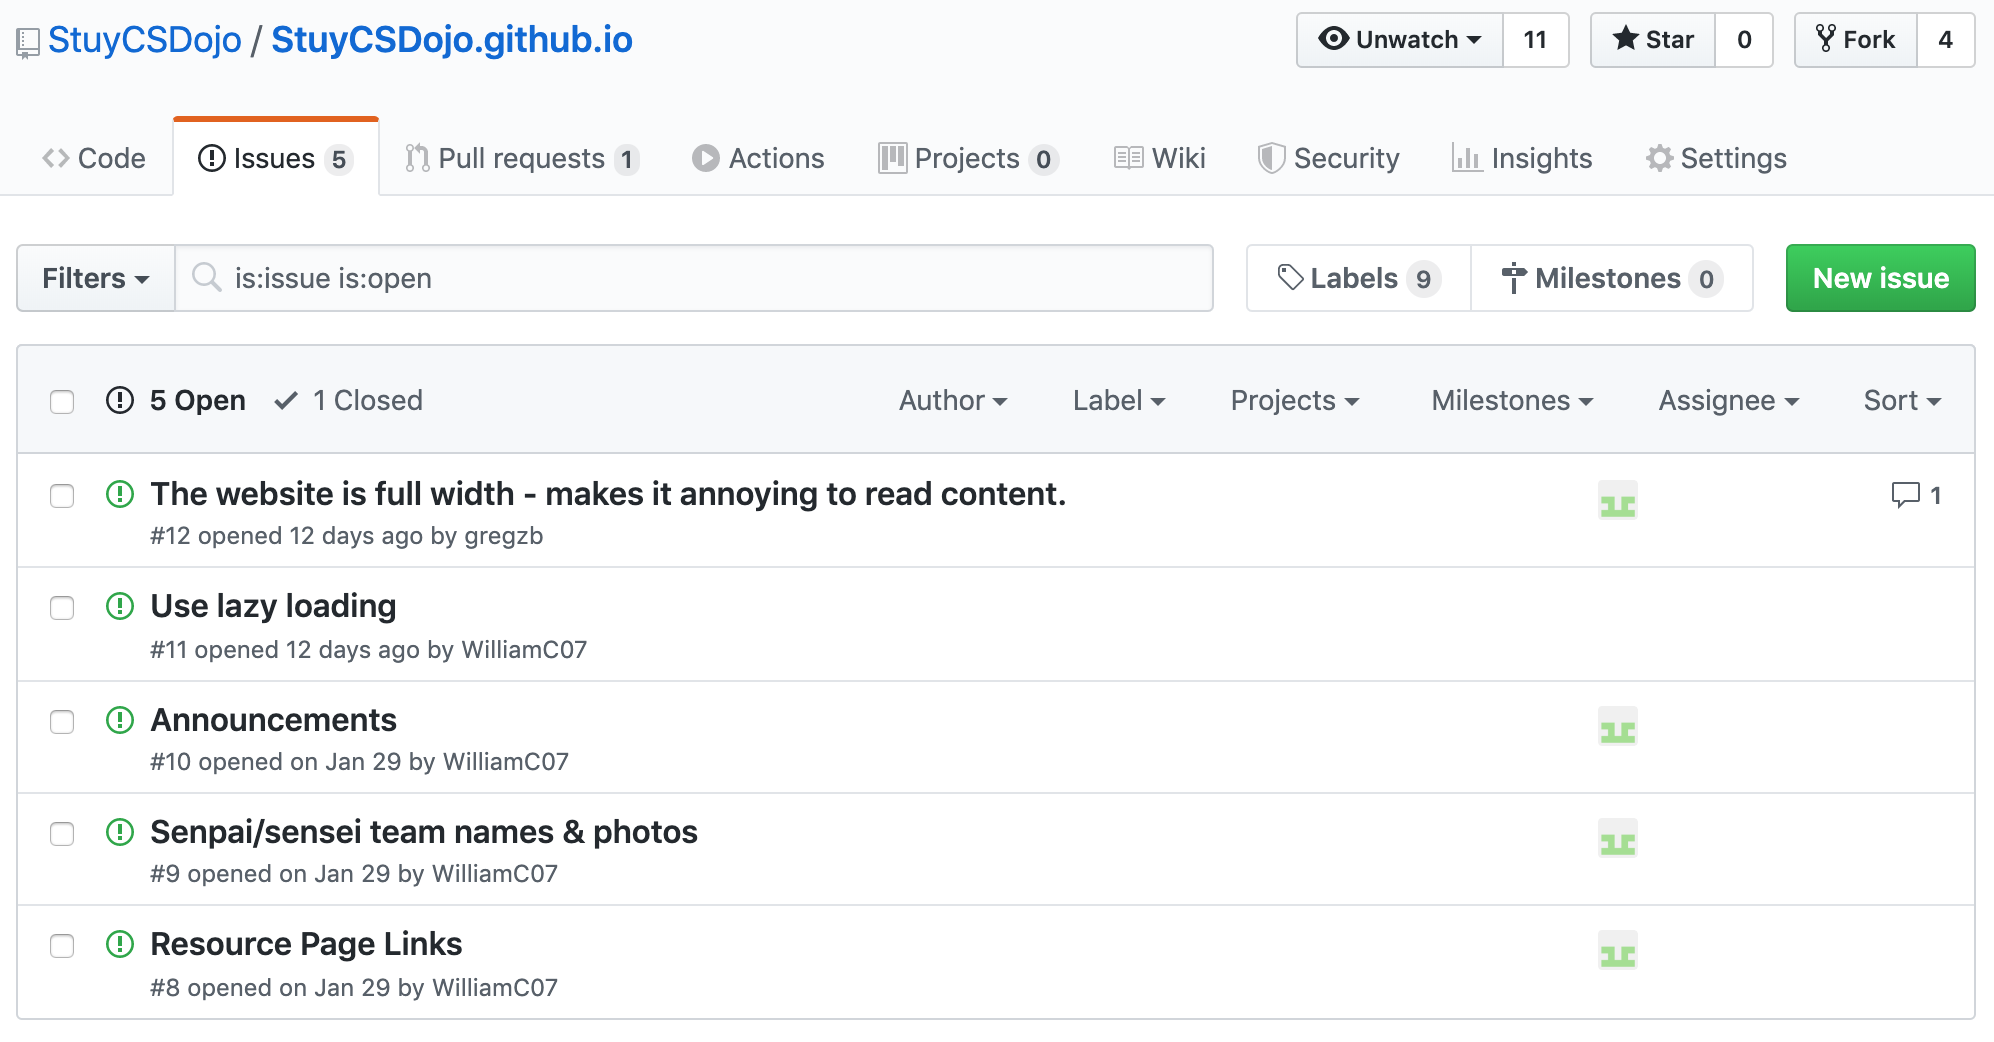 StuyCSDojo / StuyCSDojo.github.io
Unwatch 11 Star 0 Fork 4
Code Issues 5 Pull requests 1 Actions Projects 0 Wiki Security Insights Settings
Filters is:issue is:open Labels 9 Milestones 0 New issue
5 Open 1 Closed Author Label Projects Milestones Assignee Sort
The website is full width - makes it annoying to read content. 1
#12 opened 12 days ago by gregzb
Use lazy loading
#11 opened 12 days ago by WilliamC07
Announcements
#10 opened on Jan 29 by WilliamC07
Senpai/sensei team names & photos
#9 opened on Jan 29 by WilliamC07
Resource Page Links
#8 opened on Jan 29 by WilliamC07